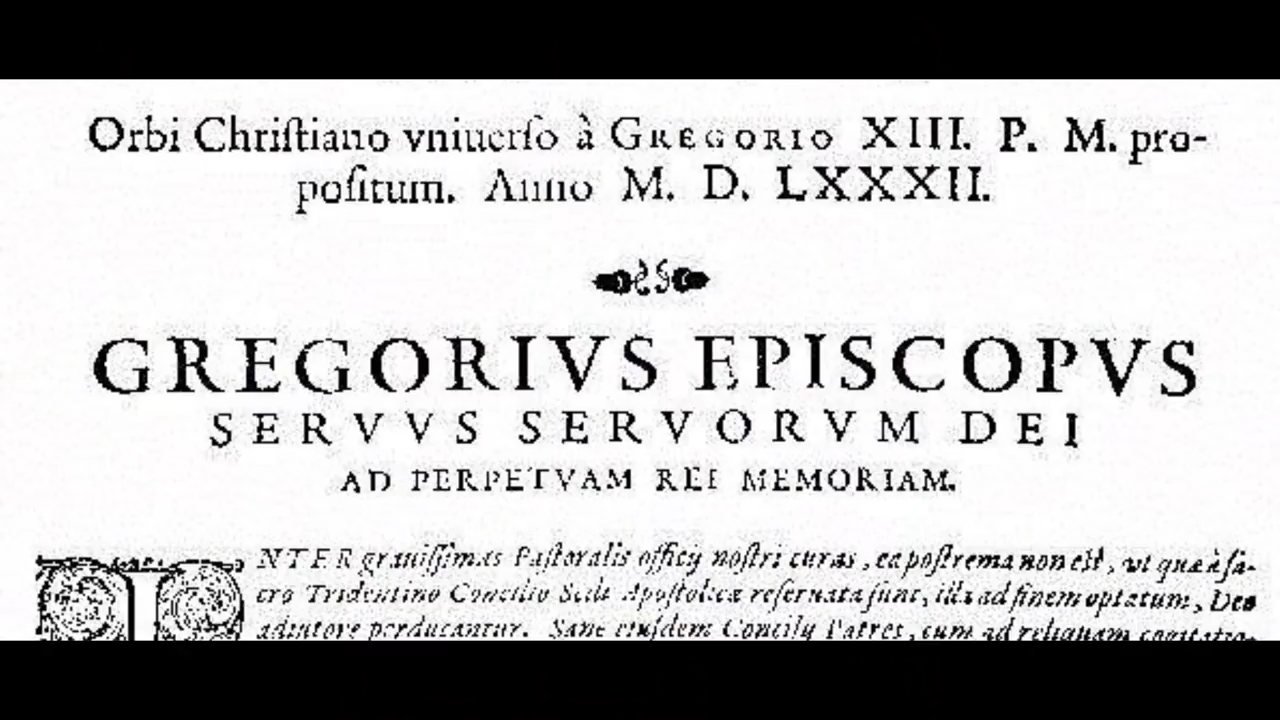 Orbi Chriſtiano vniuerſo à GREGORIO XIII. P. M. pro-
poſitum. Anno M. D. LXXXII.
GREGORIVS EPISCOPVS
SERVVS SERVORVM DEI
AD PERPETVAM REI MEMORIAM.
INTER grauiſſimas Paſtoralis officij noſtri curas, ea poſtrema non eſt, vt quæ à ſa-
cro Tridentino Concilio Sedi Apoſtolicæ reſeruata ſunt, illa ad finem optatum, Deo
adiutore perducantur. Sane eiuſdem Concilij Patres, cum ad reliquam cogitatio-